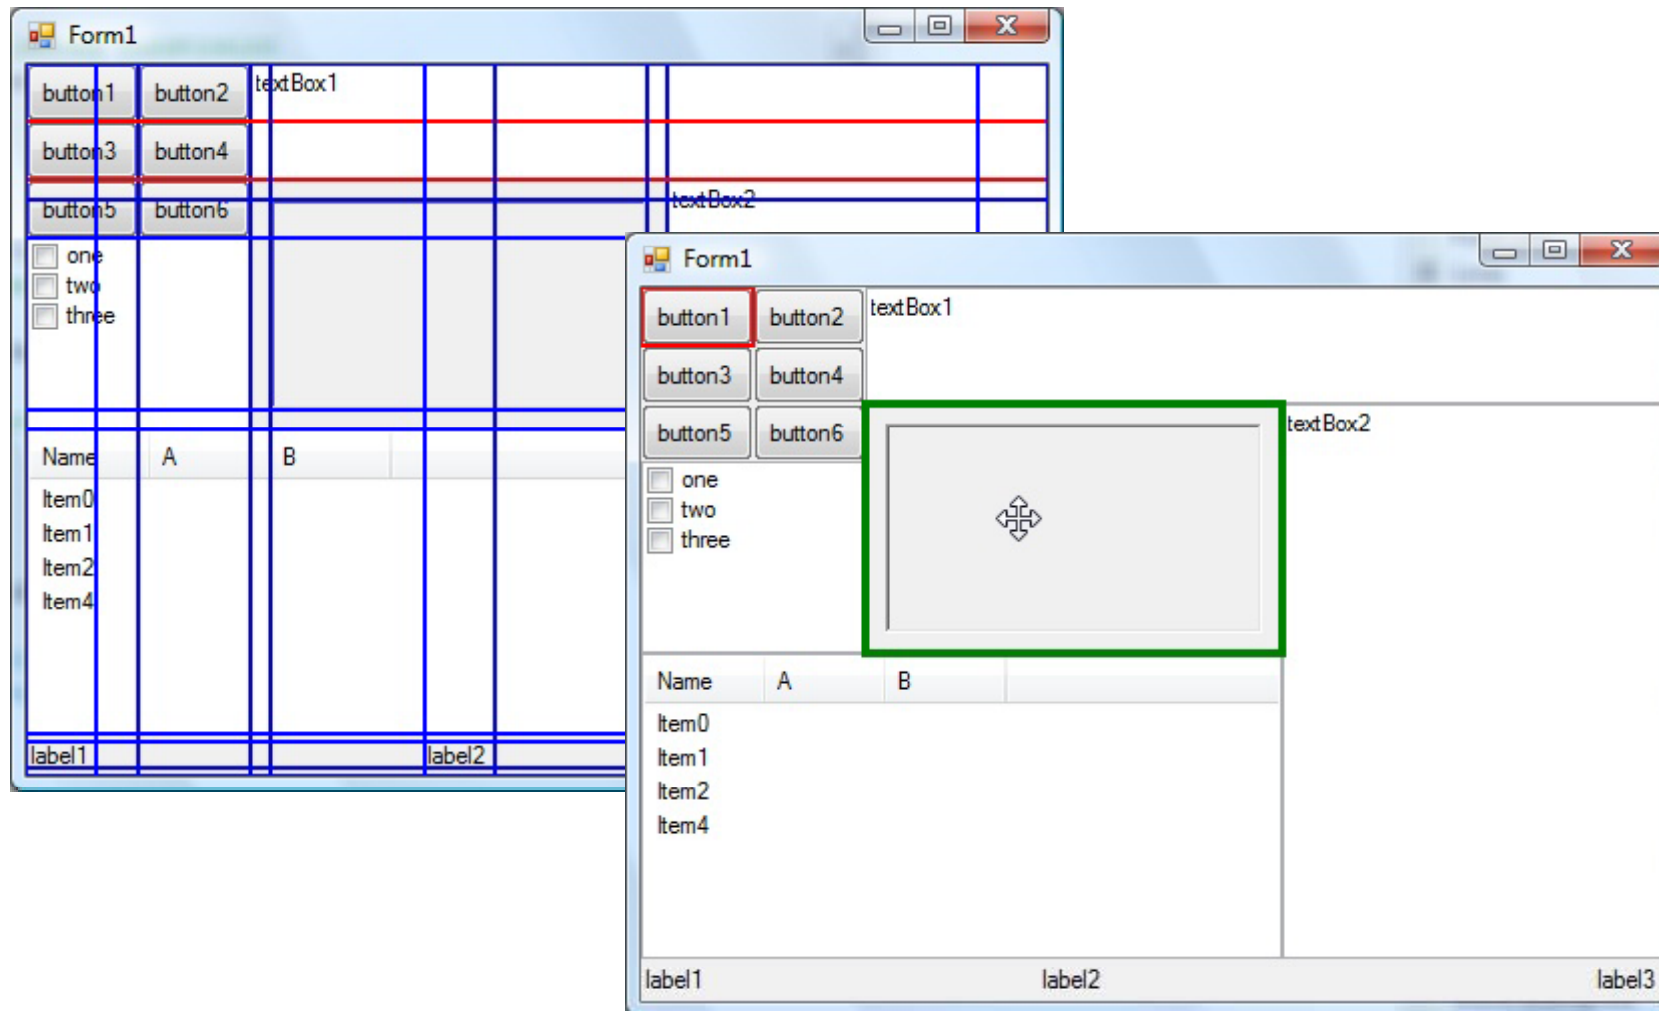 Form1
button1 button2 textBox1
button3 button4
button5 button6 textBox2
one
two
three
Name A B
Item0
Item1
Item2
Item4
label1 label2
Form1
button1 button2 textBox1
button3 button4
button5 button6 textBox2
one
two
three
Name A B
Item0
Item1
Item2
Item4
label1 label2 label3